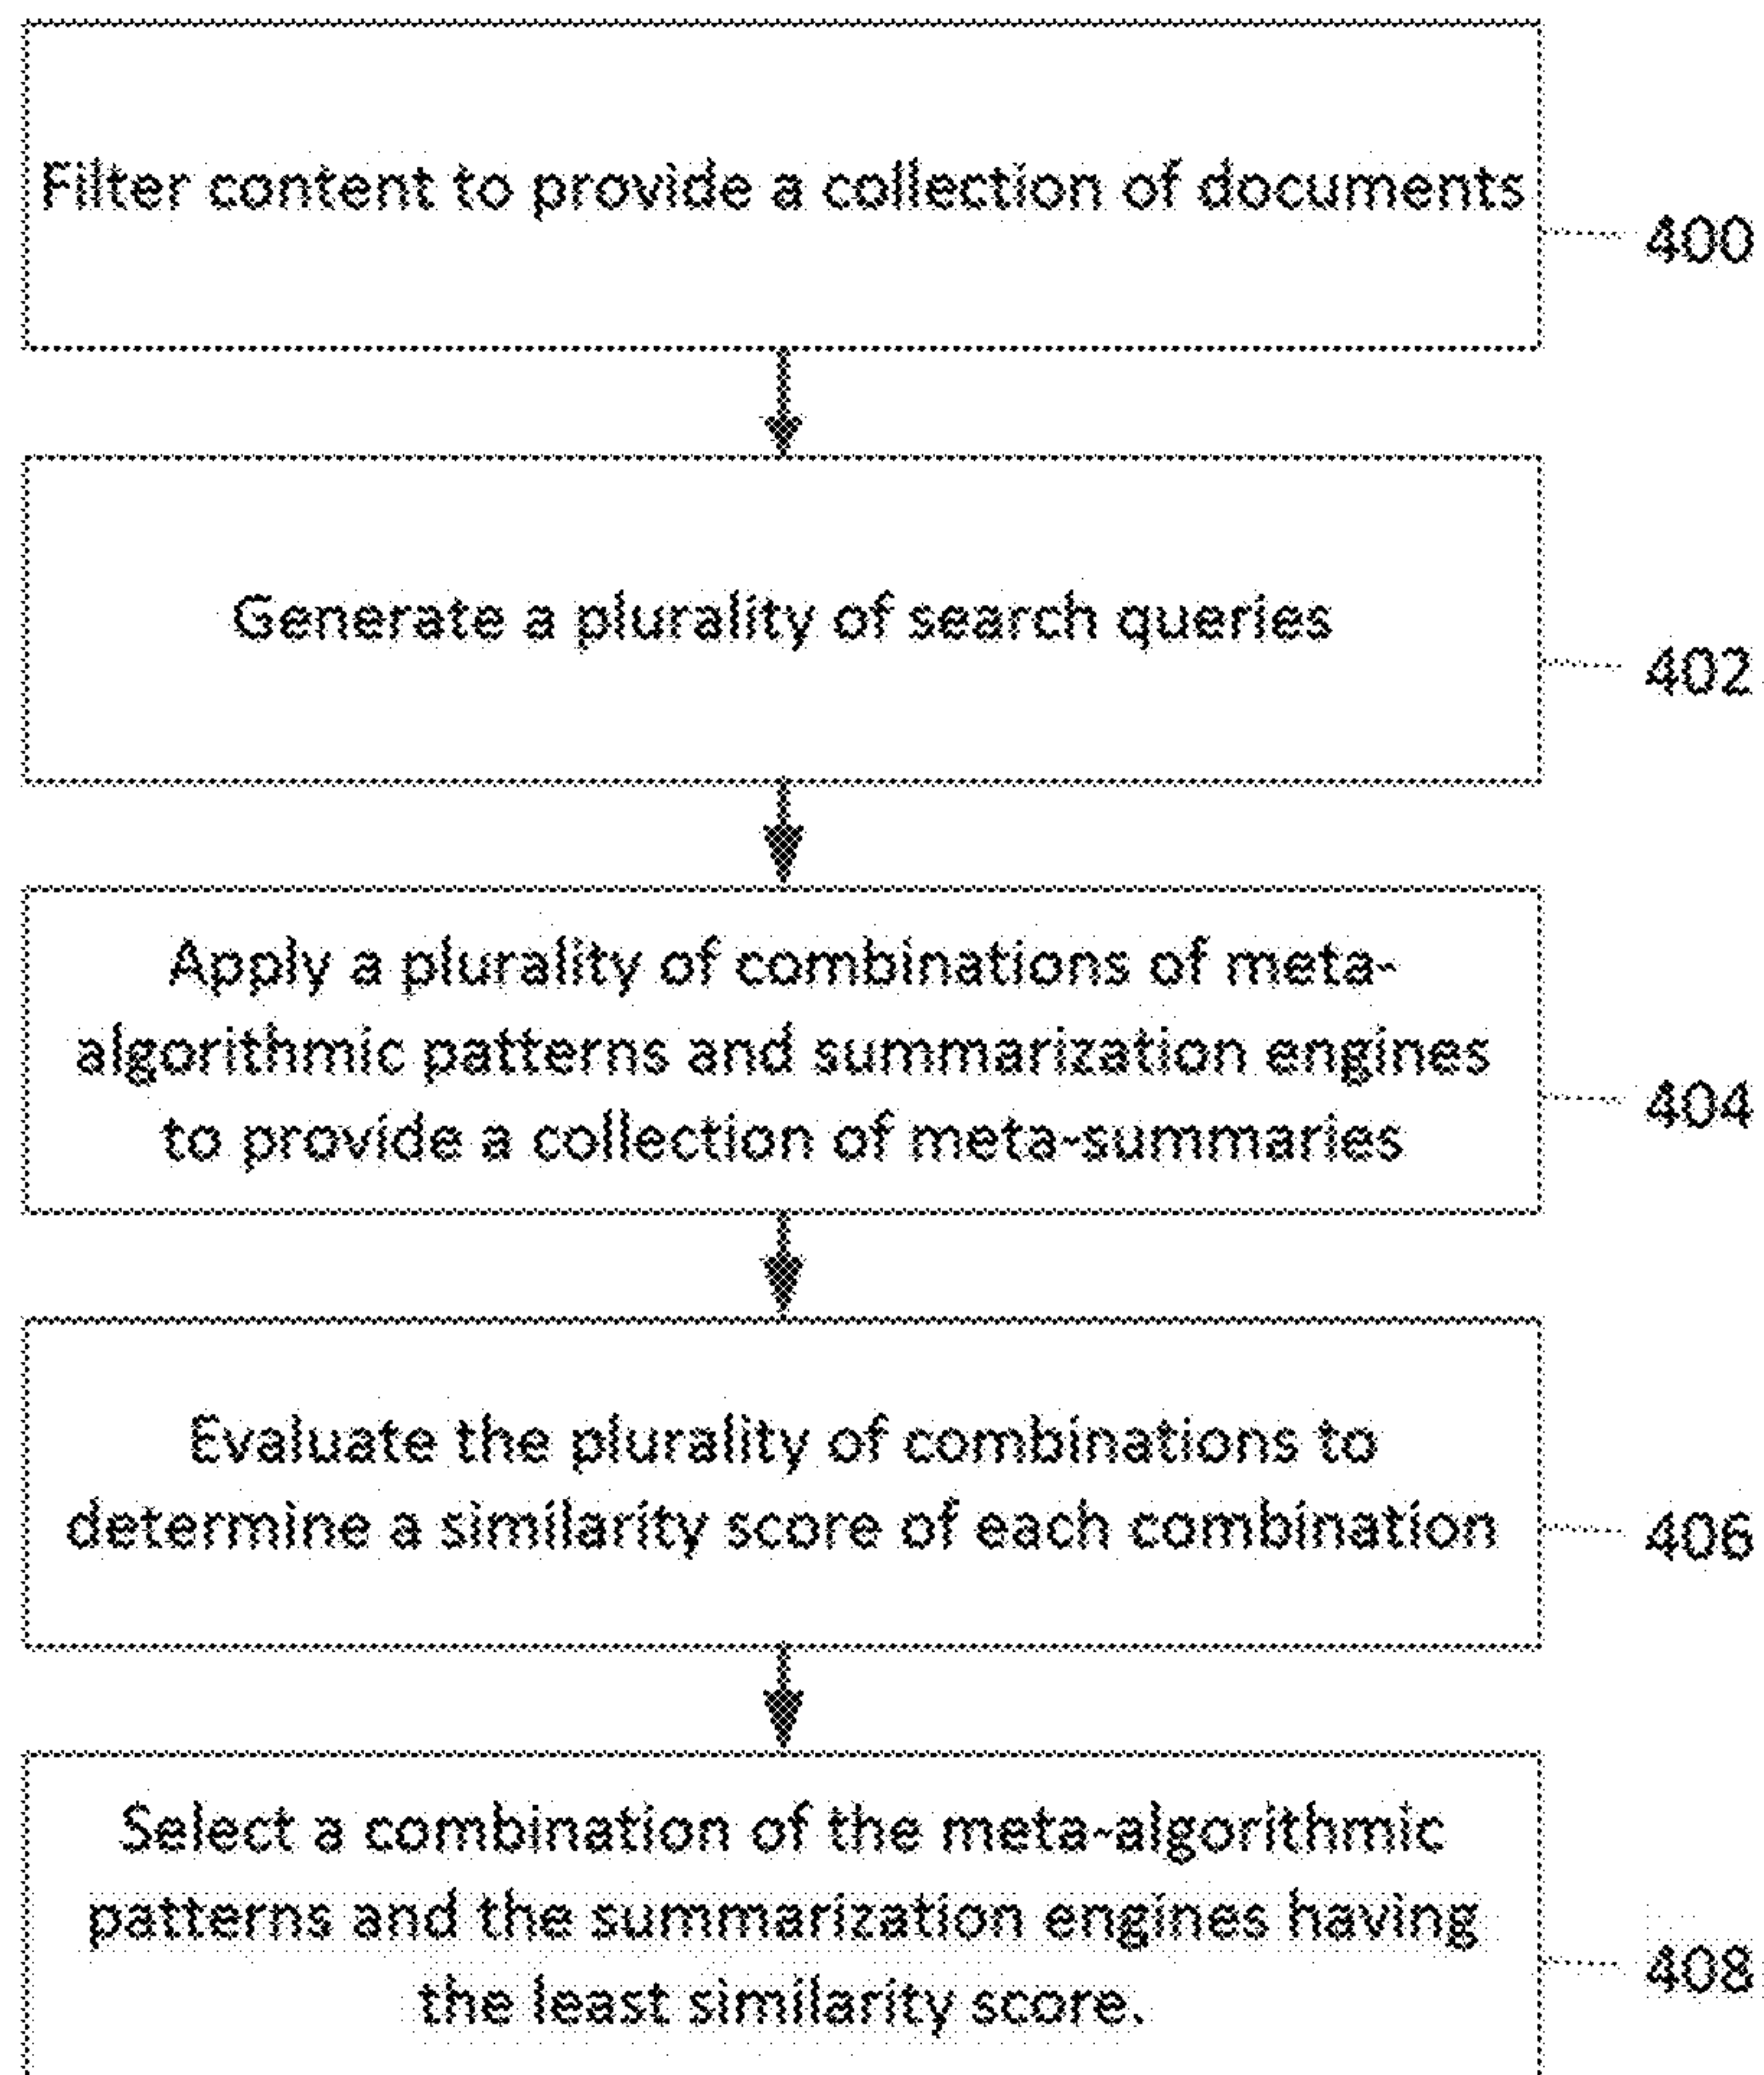 Filter content to provide a collection of documents
400
Generate a plurality of search queries
402
Apply a plurality of combinations of meta-
algorithmic patterns and summarization engines
to provide a collection of meta-summaries
404
Evaluate the plurality of combinations to
determine a similarity score of each combination
406
Select a combination of the meta-algorithmic
patterns and the summarization engines having
the least similarity score.
408